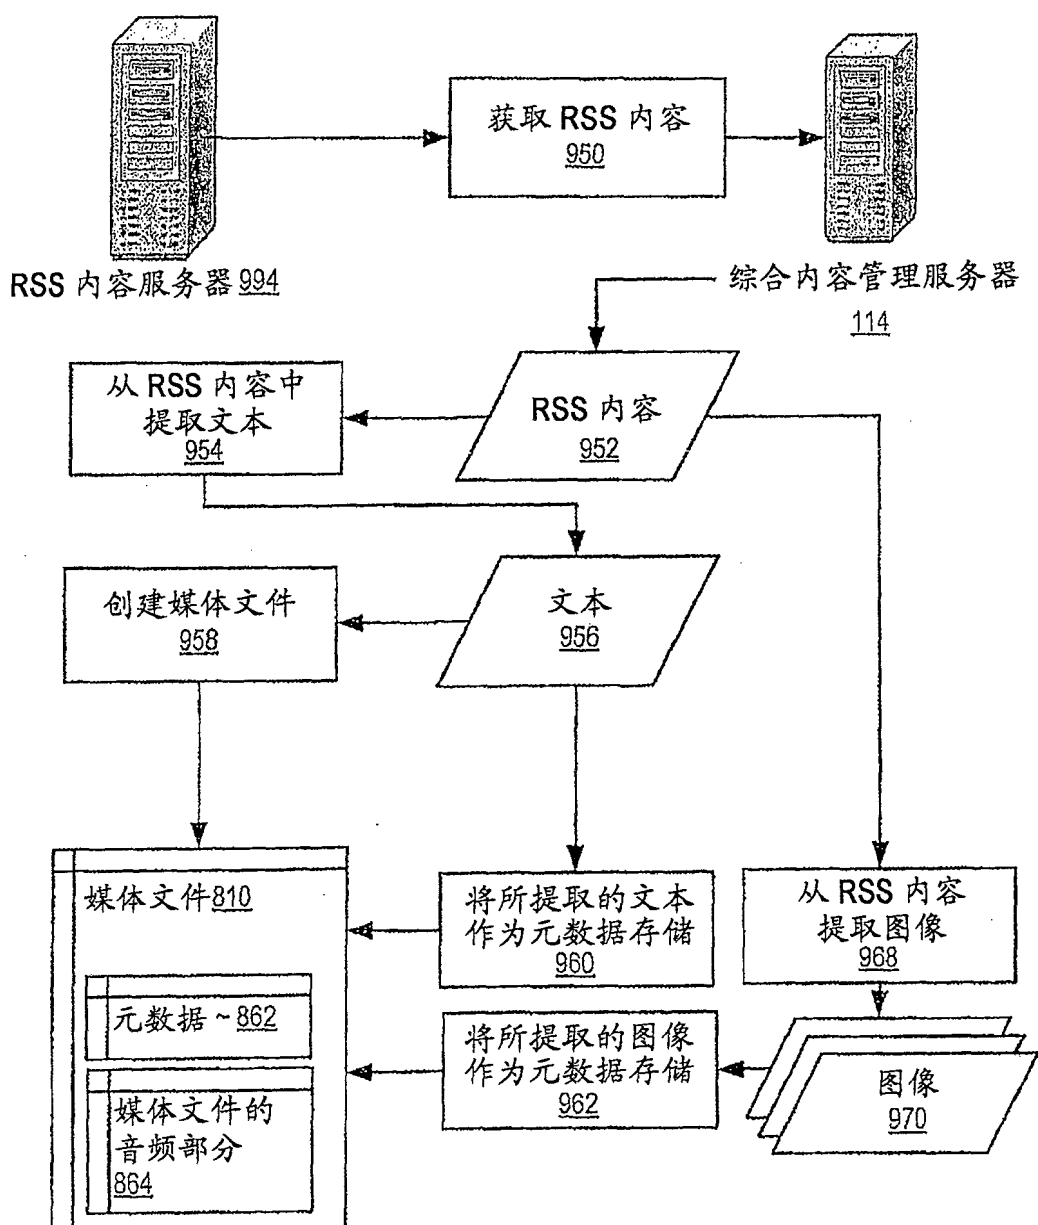 获取 RSS 内容
950
RSS 内容服务器 994
综合内容管理服务器
114
从 RSS 内容中
提取文本
954
RSS 内容
952
创建媒体文件
958
文本
956
媒体文件810
将所提取的文本
作为元数据存储
960
从 RSS 内容
提取图像
968
元数据 ~ 862
将所提取的图像
作为元数据存储
962
图像
970
媒体文件的
音频部分
864